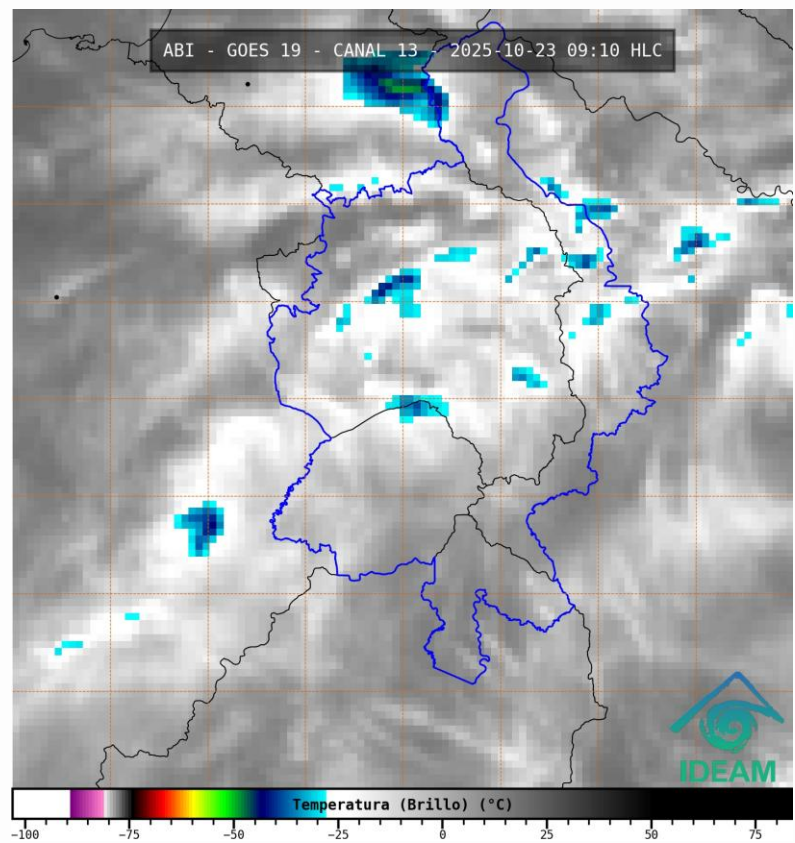 ABI - GOES 19 - CANAL 13 - 2025-10-23 09:10 HLC
IDEAM
Temperatura (Brillo) (°C)
−100 −75 −50 −25 0 25 50 75